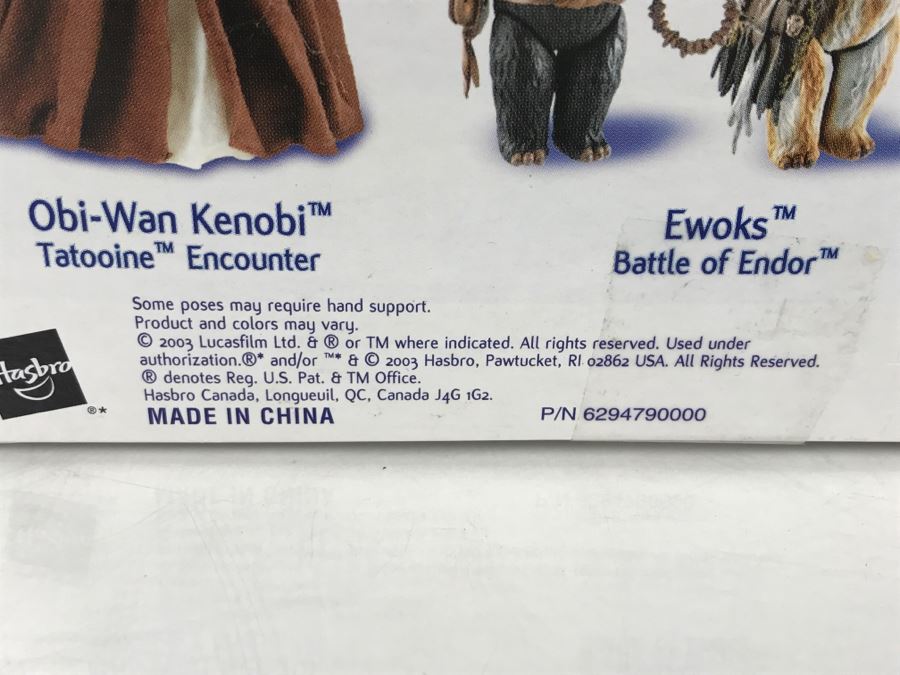 Obi-Wan Kenobi™
Tatooine™ Encounter
Ewoks™
Battle of Endor™
Some poses may require hand support.
Product and colors may vary.
© 2003 Lucasfilm Ltd. & ® or TM where indicated. All rights reserved. Used under
authorization.®* and/or ™* & © 2003 Hasbro, Pawtucket, RI 02862 USA. All Rights Reserved.
® denotes Reg. U.S. Pat. & TM Office.
Hasbro Canada, Longueuil, QC, Canada J4G 1G2.
Hasbro
®*
MADE IN CHINA
P/N 6294790000